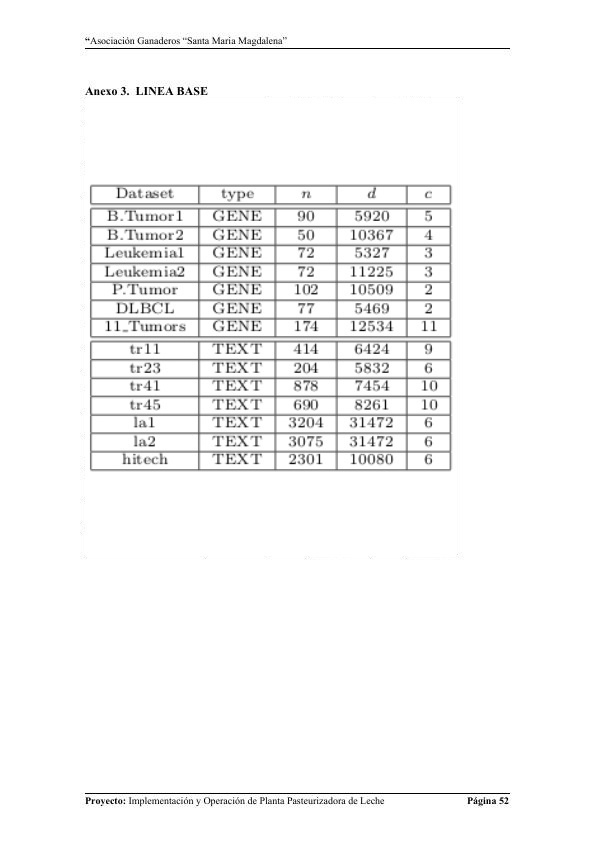 “Asociación Ganaderos “Santa Maria Magdalena”
Anexo 3. LINEA BASE
Dataset type n d c
B.Tumor1 GENE 90 5920 5
B.Tumor2 GENE 50 10367 4
Leukemia1 GENE 72 5327 3
Leukemia2 GENE 72 11225 3
P.Tumor GENE 102 10509 2
DLBCL GENE 77 5469 2
11_Tumors GENE 174 12534 11
tr11 TEXT 414 6424 9
tr23 TEXT 204 5832 6
tr41 TEXT 878 7454 10
tr45 TEXT 690 8261 10
la1 TEXT 3204 31472 6
la2 TEXT 3075 31472 6
hitech TEXT 2301 10080 6
Proyecto: Implementación y Operación de Planta Pasteurizadora de Leche Página 52